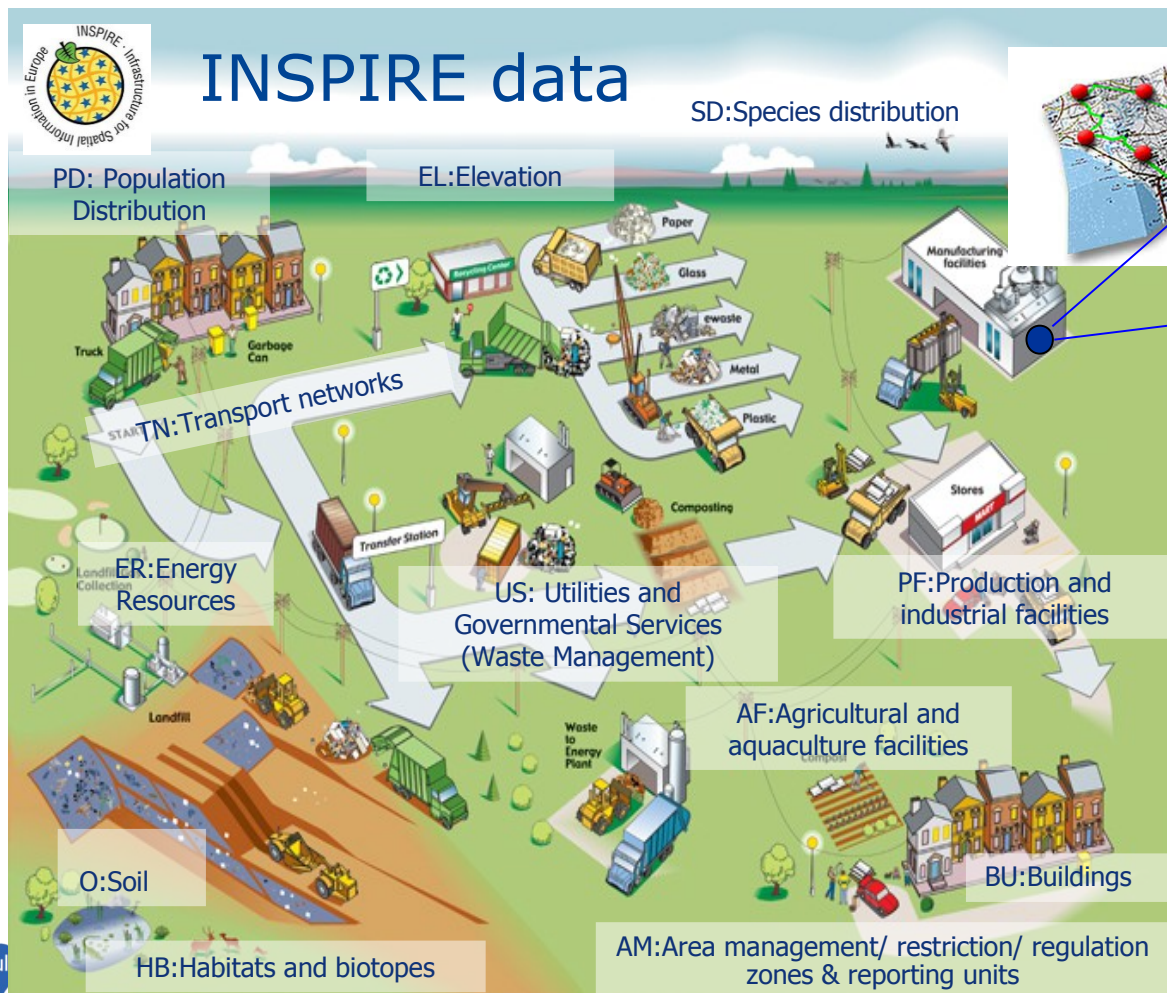 INSPIRE · Infrastructure for Spatial Information in Europe
INSPIRE data
SD:Species distribution
PD: Population
Distribution
EL:Elevation
Paper
Recycling Center
Glass
Manufacturing
facilities
ewaste
Truck
Garbage
Can
Metal
TN:Transport networks
START
Plastic
Stores
MART
Composting
Transfer Station
ER:Energy
Resources
Landfill
Collection
US: Utilities and
Governmental Services
(Waste Management)
PF:Production and
industrial facilities
Landfill
AF:Agricultural and
aquaculture facilities
Waste
to
Energy
Plant
Compost
O:Soil
BU:Buildings
HB:Habitats and biotopes
AM:Area management/ restriction/ regulation
zones & reporting units